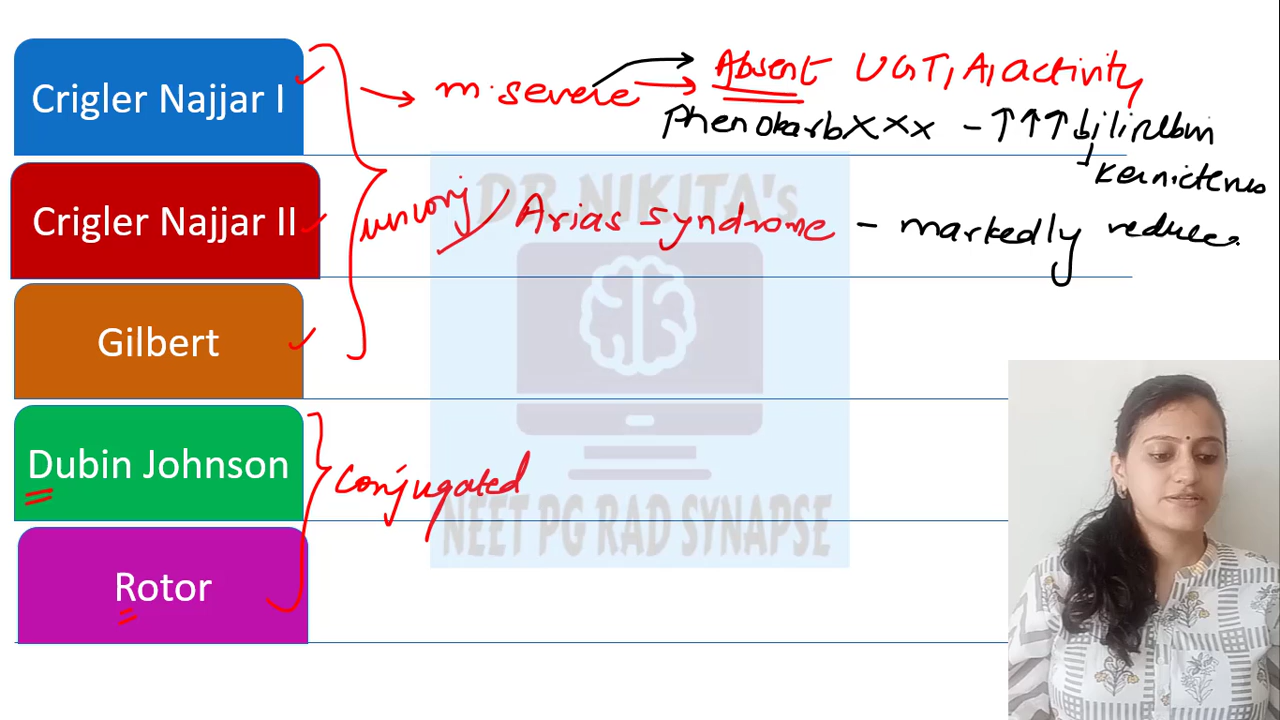 Crigler Najjar I
m. severe
Absent UGT1A1 activity
Phenobarb XXX - ↑↑↑ bilirubin
Kernicterus
Crigler Najjar II
unconj
Arias syndrome - markedly reduce
Gilbert
Dubin Johnson
Conjugated
Rotor
DR.NIKITA's
NEET PG RAD SYNAPSE